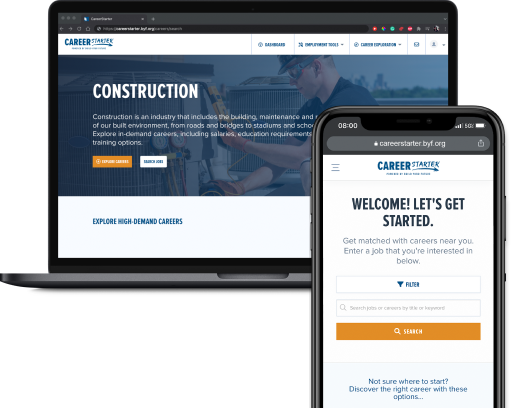 CareerStarter
https://careerstarter.byf.org/careers/search
CAREER STARTER
POWERED BY BUILD YOUR FUTURE
DASHBOARD
EMPLOYMENT TOOLS
CAREER EXPLORATION
CONSTRUCTION
Construction is an industry that includes the building, maintenance and
of our built environment, from roads and bridges to stadiums and scho
Explore in-demand careers, including salaries, education requirements
training options.
EXPLORE CAREERS
SEARCH JOBS
EXPLORE HIGH-DEMAND CAREERS
08:00
careerstarter.byf.org
CAREER STARTER
POWERED BY BUILD YOUR FUTURE
WELCOME! LET'S GET
STARTED.
Get matched with careers near you.
Enter a job that you're interested in
below.
FILTER
Search jobs or careers by title or keyword
SEARCH
Not sure where to start?
Discover the right career with these
options...